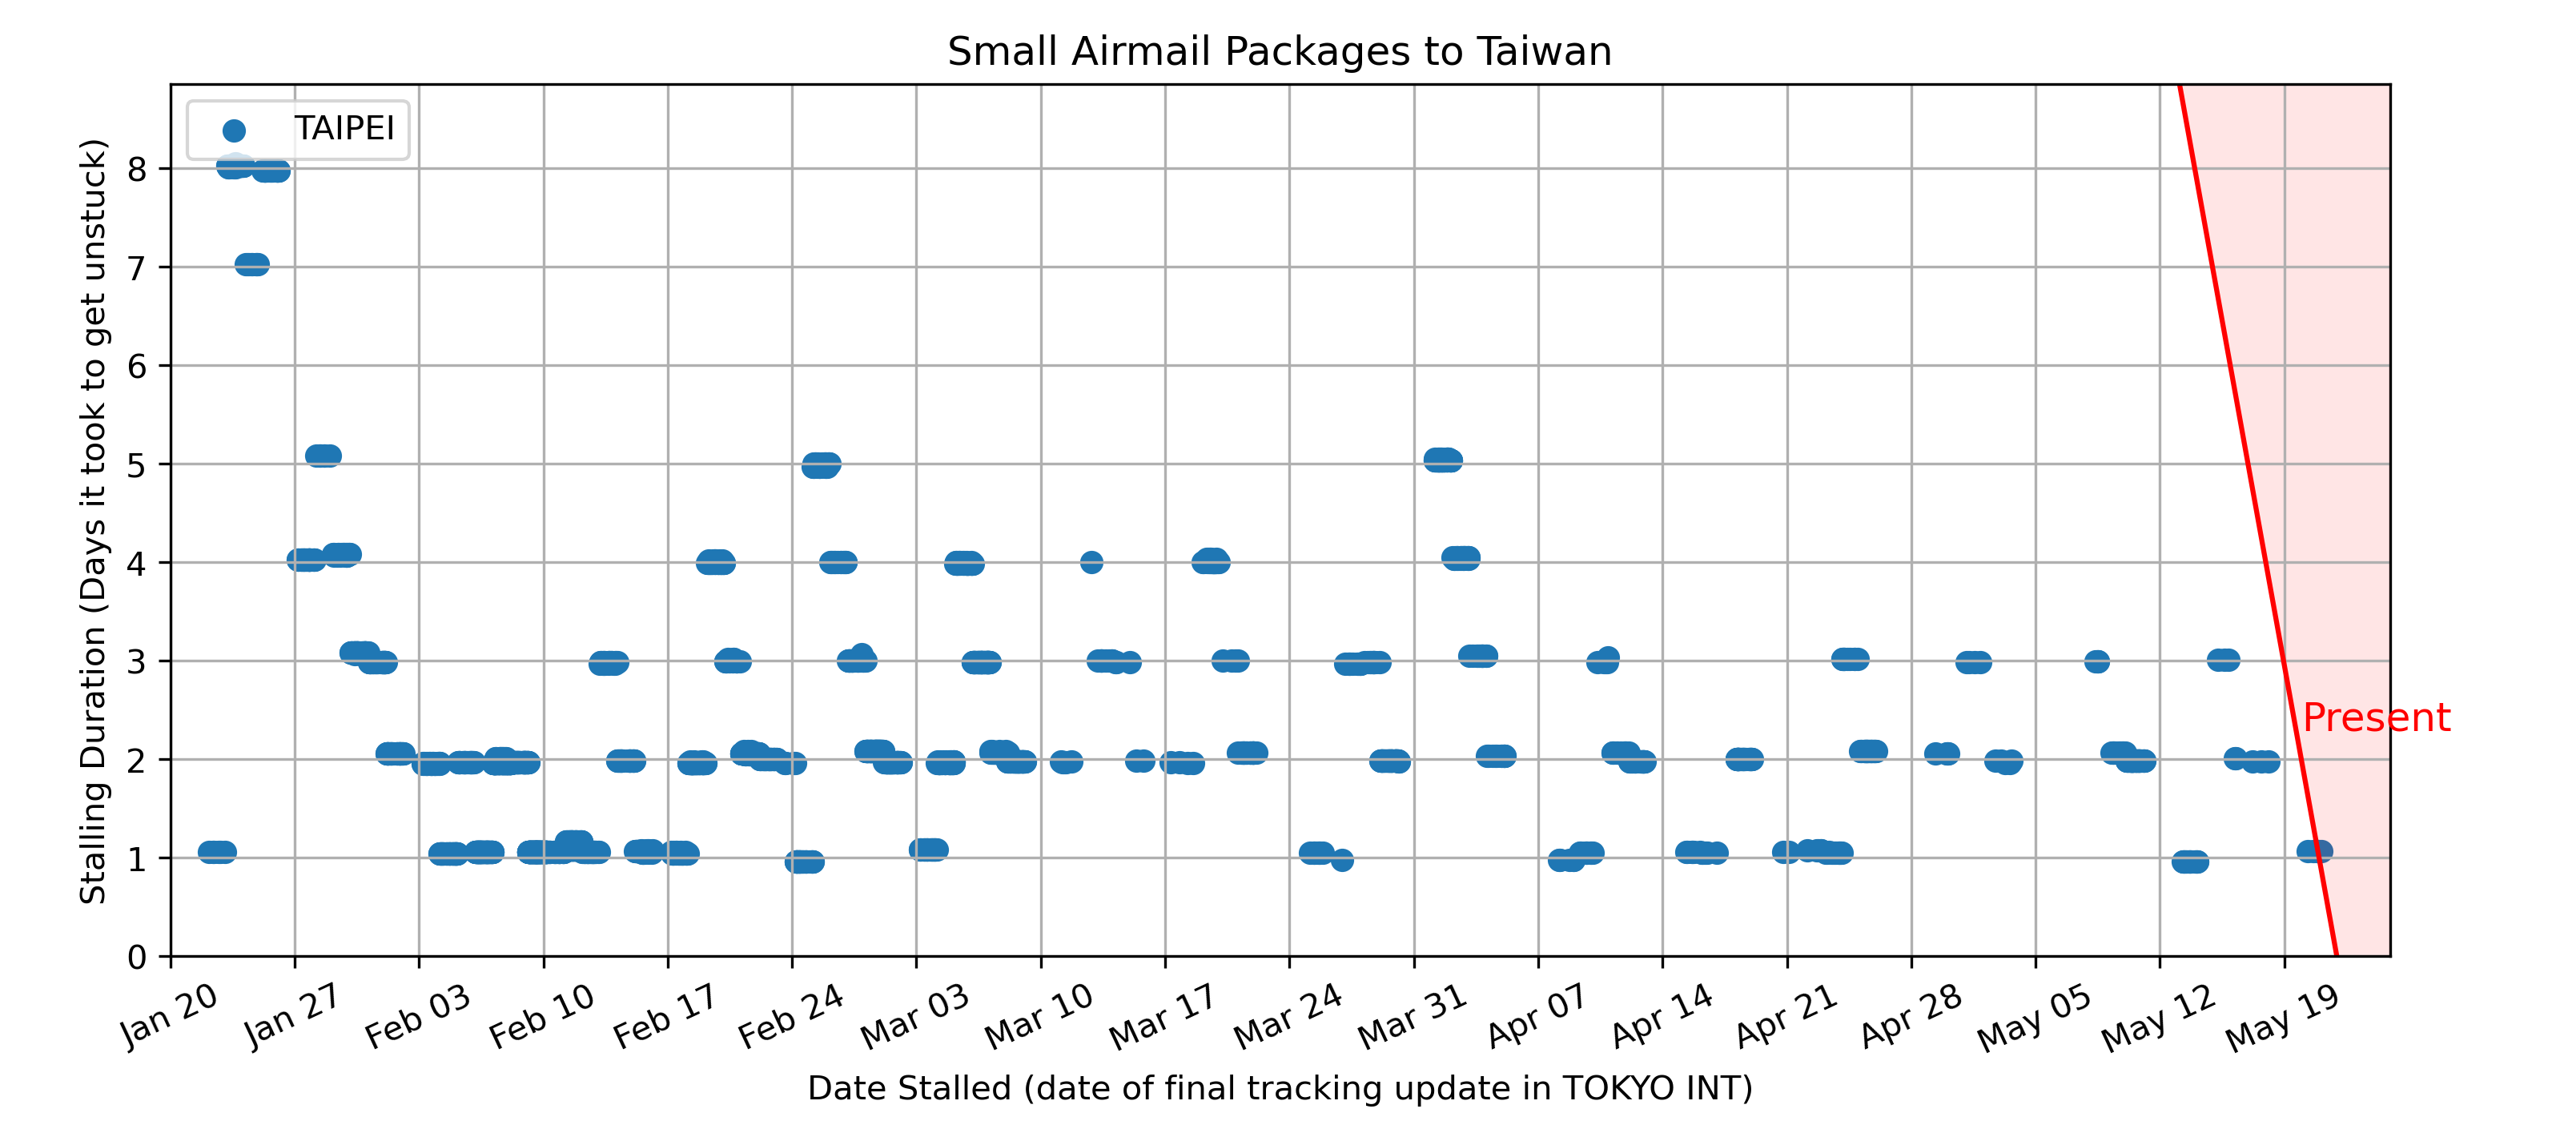 Small Airmail Packages to Taiwan
TAIPEI
Stalling Duration (Days it took to get unstuck)
8
7
6
5
4
3
2
1
0
Present
Jan 20
Jan 27
Feb 03
Feb 10
Feb 17
Feb 24
Mar 03
Mar 10
Mar 17
Mar 24
Mar 31
Apr 07
Apr 14
Apr 21
Apr 28
May 05
May 12
May 19
Date Stalled (date of final tracking update in TOKYO INT)